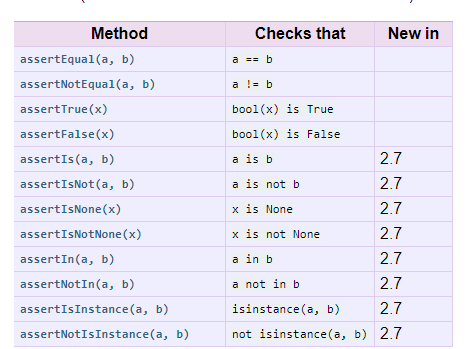 Method Checks that New in
assertEqual(a, b) a == b
assertNotEqual(a, b) a != b
assertTrue(x) bool(x) is True
assertFalse(x) bool(x) is False
assertIs(a, b) a is b 2.7
assertIsNot(a, b) a is not b 2.7
assertIsNone(x) x is None 2.7
assertIsNotNone(x) x is not None 2.7
assertIn(a, b) a in b 2.7
assertNotIn(a, b) a not in b 2.7
assertIsInstance(a, b) isinstance(a, b) 2.7
assertNotIsInstance(a, b) not isinstance(a, b) 2.7